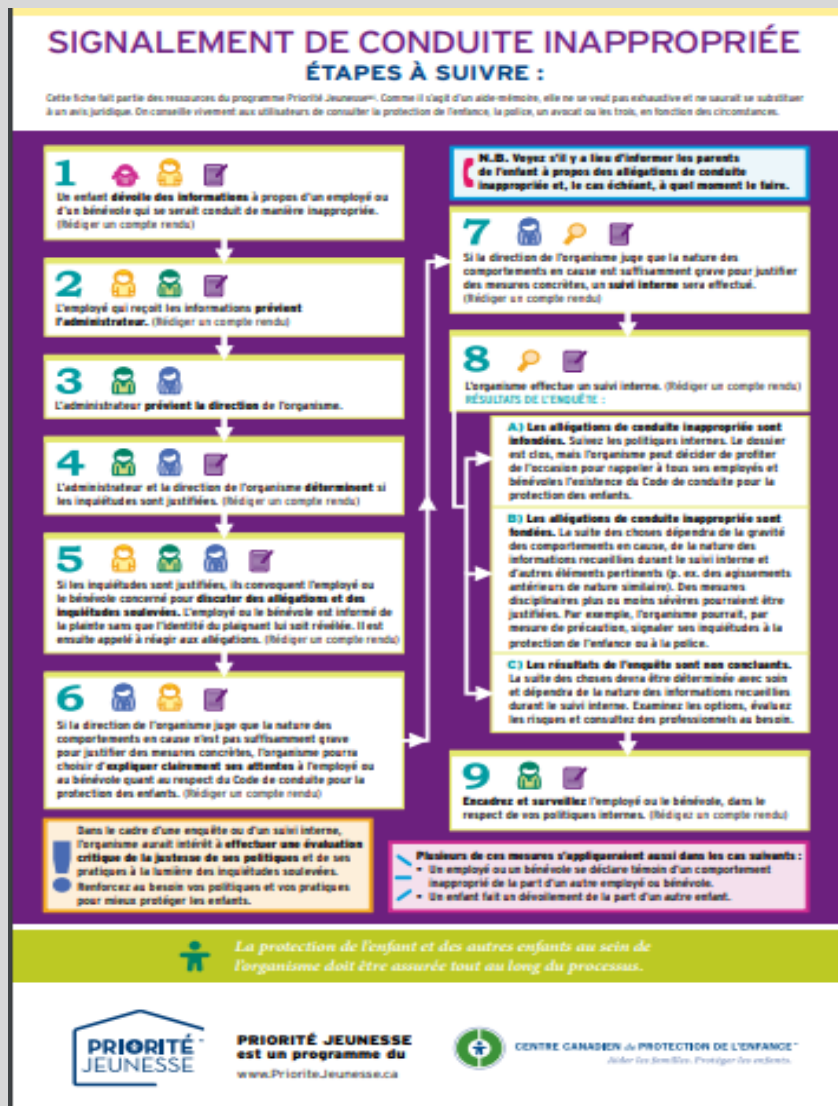 SIGNALEMENT DE CONDUITE INAPPROPRIÉE
ÉTAPES À SUIVRE :
Cette fiche fait partie des ressources du programme Priorité Jeunesse. Comme il s'agit d'un aide-mémoire, elle ne se veut pas exhaustive et ne saurait se substituer
à un avis juridique. On conseille vivement aux utilisateurs de consulter la protection de l'enfance, la police, un avocat ou les trois, en fonction des circonstances.
1
Un enfant dévoile des informations à propos d'un employé ou
d'un bénévole qui se serait conduit de manière inappropriée.
(Rédiger un compte rendu)
2
L'employé qui reçoit les informations prévient
l'administrateur. (Rédiger un compte rendu)
3
L'administrateur prévient la direction de l'organisme.
4
L'administrateur et la direction de l'organisme déterminent si
les inquiétudes sont justifiées. (Rédiger un compte rendu)
5
Si les inquiétudes sont justifiées, ils convoquent l'employé ou
le bénévole concerné pour discuter des allégations et des
inquiétudes soulevées. L'employé ou le bénévole est informé de
la plainte sans que l'identité du plaignant lui soit révélée. Il est
ensuite appelé à réagir aux allégations. (Rédiger un compte rendu)
6
Si la direction de l'organisme juge que la nature des
comportements en cause n'est pas suffisamment grave
pour justifier des mesures concrètes, l'organisme pourra
choisir d'expliquer clairement ses attentes à l'employé ou
au bénévole quant au respect du Code de conduite pour la
protection des enfants. (Rédiger un compte rendu)
Dans le cadre d'une enquête ou d'un suivi interne,
l'organisme aurait intérêt à effectuer une évaluation
critique de la justesse de ses politiques et de ses
pratiques à la lumière des inquiétudes soulevées.
Renforcez au besoin vos politiques et vos pratiques
pour mieux protéger les enfants.
N.B. Voyez s'il y a lieu d'informer les parents
de l'enfant à propos des allégations de conduite
inappropriée et, le cas échéant, à quel moment le faire.
7
Si la direction de l'organisme juge que la nature des
comportements en cause est suffisamment grave pour justifier
des mesures concrètes, un suivi interne sera effectué.
(Rédiger un compte rendu)
8
L'organisme effectue un suivi interne. (Rédiger un compte rendu)
RÉSULTATS DE L'ENQUÊTE :
A) Les allégations de conduite inappropriée sont
infondées. Suivez les politiques internes. Le dossier
est clos, mais l'organisme peut décider de profiter
de l'occasion pour rappeler à tous ses employés et
bénévoles l'existence du Code de conduite pour la
protection des enfants.
B) Les allégations de conduite inappropriée sont
fondées. La suite des choses dépendra de la gravité
des comportements en cause, de la nature des
informations recueillies durant le suivi interne et
d'autres éléments pertinents (p. ex. des agissements
antérieurs de nature similaire). Des mesures
disciplinaires plus ou moins sévères pourraient être
justifiées. Par exemple, l'organisme pourrait, par
mesure de précaution, signaler ses inquiétudes à la
protection de l'enfance ou à la police.
C) Les résultats de l'enquête sont non concluants.
La suite des choses devra être déterminée avec soin
et dépendra de la nature des informations recueillies
durant le suivi interne. Examinez les options, évaluez
les risques et consultez des professionnels au besoin.
9
Encadrez et surveillez l'employé ou le bénévole, dans le
respect de vos politiques internes. (Rédigez un compte rendu)
Plusieurs de ces mesures s'appliqueraient aussi dans les cas suivants :
- Un employé ou un bénévole se déclare témoin d'un comportement
inapproprié de la part d'un autre employé ou bénévole.
- Un enfant fait un dévoilement de la part d'un autre enfant.
La protection de l'enfant et des autres enfants au sein de
l'organisme doit être assurée tout au long du processus.
PRIORITÉ
JEUNESSE
PRIORITÉ JEUNESSE
est un programme du
www.PrioriteJeunesse.ca
CENTRE CANADIEN de PROTECTION DE L'ENFANCE
Aider les familles. Protéger les enfants.